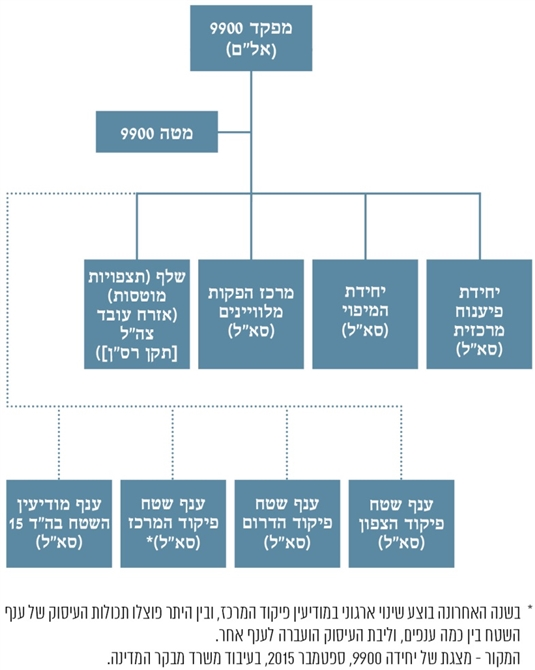 מפקד 9900
(אל"ם)
מטה 9900
יחידת
פיענוח
מרכזית
(סא"ל)
יחידת
המיפוי
(סא"ל)
מרכז הפקות
מלוויינים
(סא"ל)
שלף (תצפיות
מוטסות)
(אזרח עובד
צה"ל
[תקן רס"ן])
ענף שטח
פיקוד הצפון
(סא"ל)
ענף שטח
פיקוד הדרום
(סא"ל)
ענף שטח
פיקוד המרכז
(סא"ל)*
ענף מודיעין
השטח בה"ד 15
(סא"ל)
* בשנה האחרונה בוצע שינוי ארגוני במודיעין פיקוד המרכז, ובין היתר פוצלו תכולות העיסוק של ענף
השטח בין כמה ענפים, וליבת העיסוק הועברה לענף אחר.
המקור - מצגת של יחידה 9900, ספטמבר 2015, בעיבוד משרד מבקר המדינה.